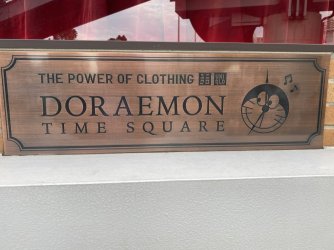 THE POWER OF CLOTHING
DORAEMON
TIME SQUARE